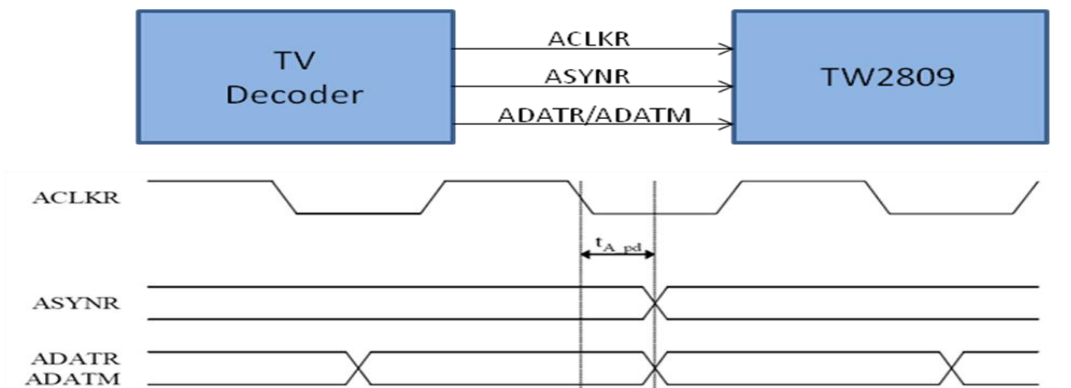 TV
Decoder
ACLKR
ASYNR
ADATR/ADATM
TW2809
ACLKR
tA_pd
ASYNR
ADATR
ADATM